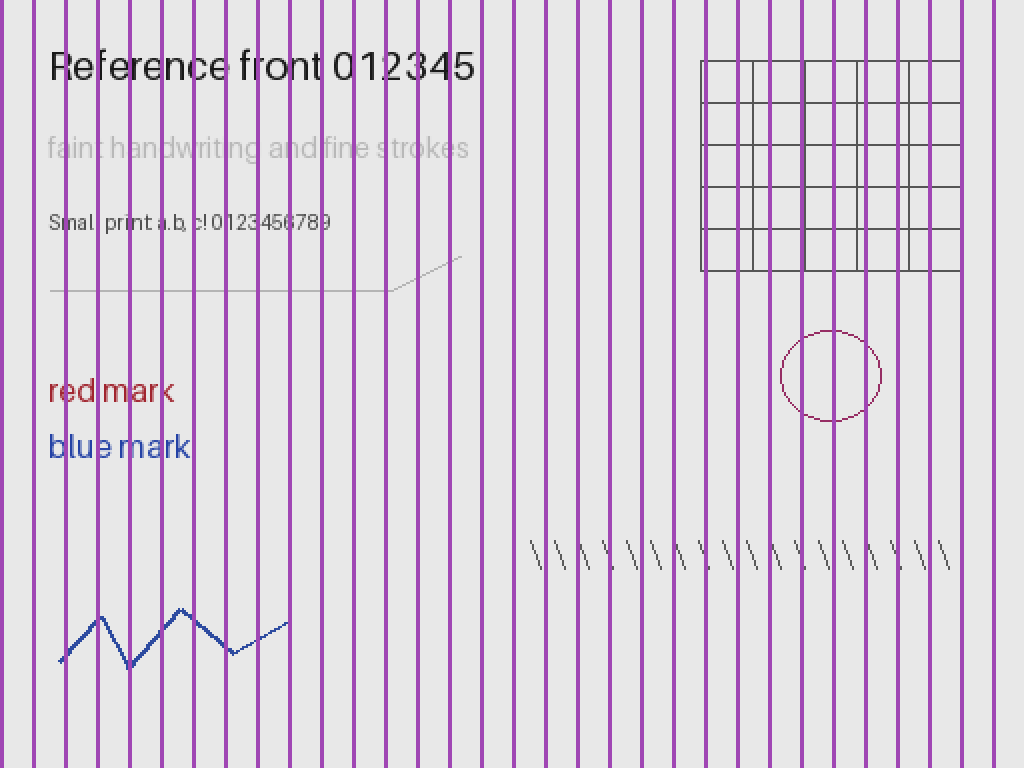 Reference front 012345
faint handwriting and fine strokes
Small print a.b, c! 0123456789
red mark
blue mark